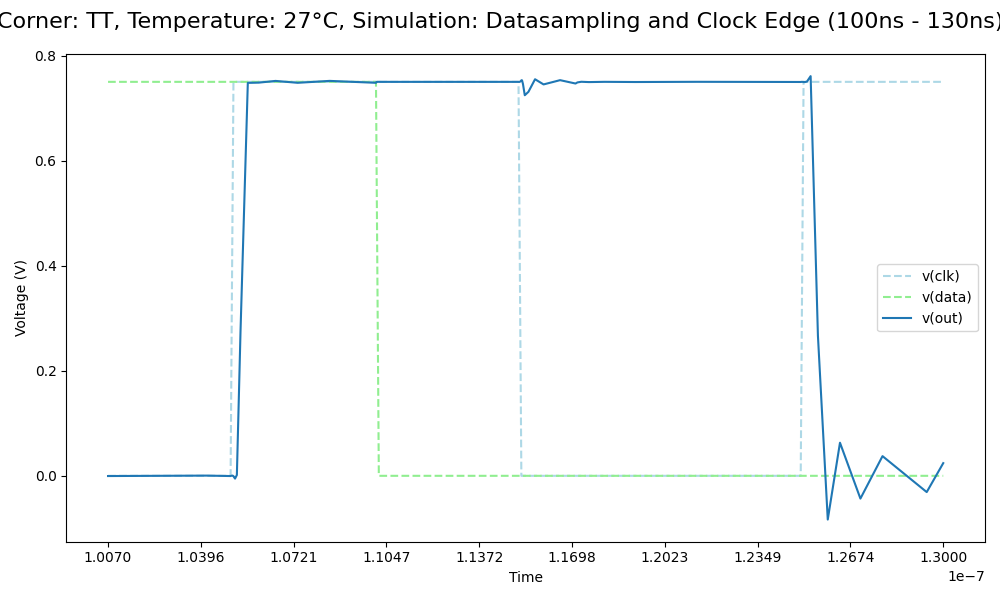 Corner: TT, Temperature: 27°C, Simulation: Datasampling and Clock Edge (100ns - 130ns)
0.8
0.6
0.4
0.2
0.0
Voltage (V)
v(clk)
v(data)
v(out)
1.0070 1.0396 1.0721 1.1047 1.1372 1.1698 1.2023 1.2349 1.2674 1.3000
1e−7
Time